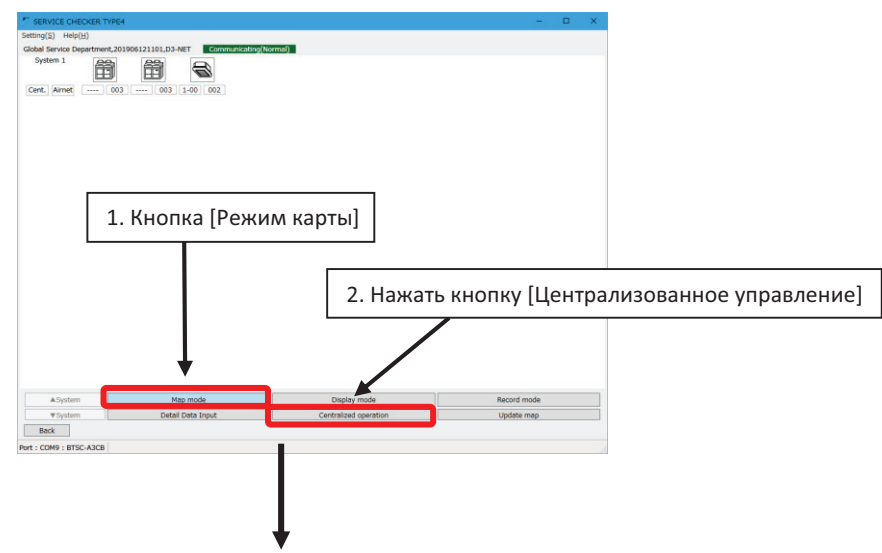 SERVICE CHECKER TYPE4
Setting(S) Help(H)
Global Service Department,201906121101,D3-NET Communicating(Normal)
System 1
Cent. Airnet ---- 003 ---- 003 1-00 002
1. Кнопка [Режим карты]
2. Нажать кнопку [Централизованное управление]
▲System Map mode Display mode Record mode
▼System Detail Data Input Centralized operation Update map
Back
Port : COM9 : BTSC-A3CB